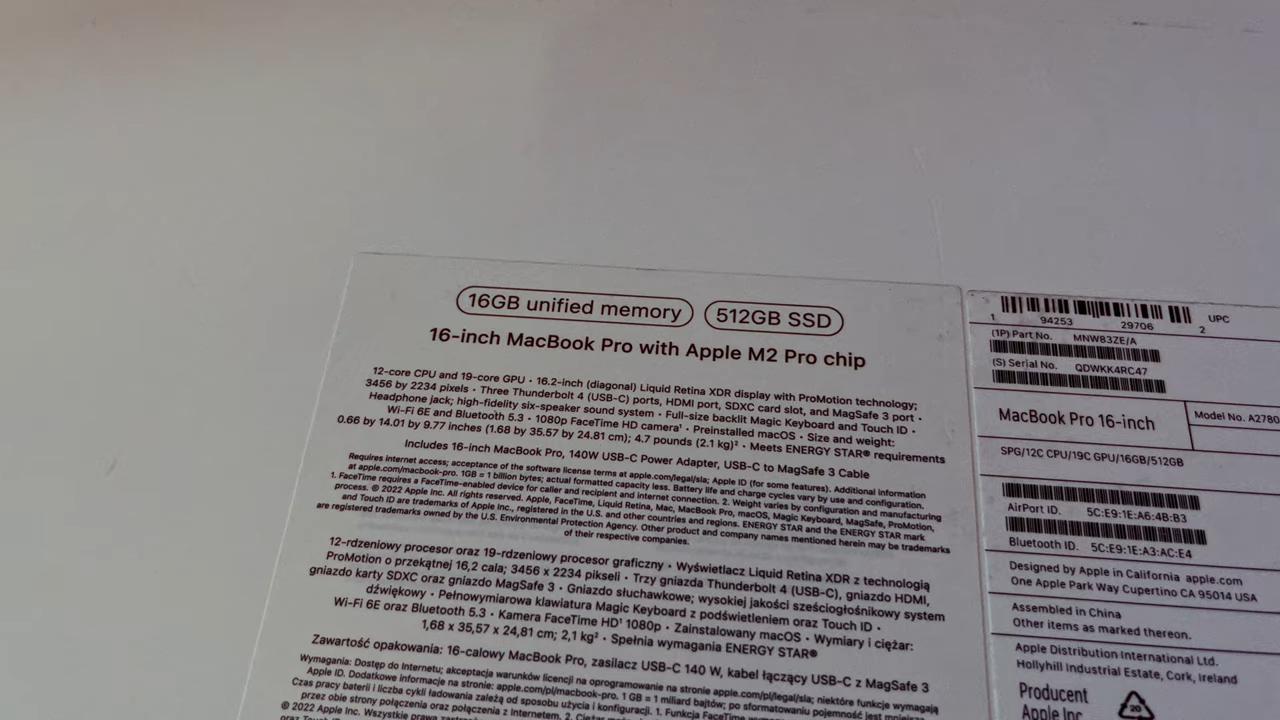 16GB unified memory 512GB SSD
16-inch MacBook Pro with Apple M2 Pro chip
12-core CPU and 19-core GPU • 16.2-inch (diagonal) Liquid Retina XDR display with ProMotion technology;
3456 by 2234 pixels • Three Thunderbolt 4 (USB-C) ports, HDMI port, SDXC card slot, and MagSafe 3 port •
Headphone jack; high-fidelity six-speaker sound system • Full-size backlit Magic Keyboard and Touch ID •
Wi-Fi 6E and Bluetooth 5.3 • 1080p FaceTime HD camera¹ • Preinstalled macOS • Size and weight:
0.66 by 14.01 by 9.77 inches (1.68 by 35.57 by 24.81 cm); 4.7 pounds (2.1 kg)² • Meets ENERGY STAR® requirements
Includes 16-inch MacBook Pro, 140W USB-C Power Adapter, USB-C to MagSafe 3 Cable
Requires internet access; acceptance of the software license terms at apple.com/legal/sla; Apple ID (for some features). Additional information
at apple.com/macbook-pro. 1GB = 1 billion bytes; actual formatted capacity less. Battery life and charge cycles vary by use and configuration.
1. FaceTime requires a FaceTime-enabled device for caller and recipient and internet connection. 2. Weight varies by configuration and manufacturing
process. © 2022 Apple Inc. All rights reserved. Apple, FaceTime, Liquid Retina, Mac, MacBook Pro, macOS, Magic Keyboard, MagSafe, ProMotion,
and Touch ID are trademarks of Apple Inc., registered in the U.S. and other countries and regions. ENERGY STAR and the ENERGY STAR mark
are registered trademarks owned by the U.S. Environmental Protection Agency. Other product and company names mentioned herein may be trademarks
of their respective companies.
12-rdzeniowy procesor oraz 19-rdzeniowy procesor graficzny • Wyświetlacz Liquid Retina XDR z technologią
ProMotion o przekątnej 16,2 cala; 3456 x 2234 pikseli • Trzy gniazda Thunderbolt 4 (USB-C), gniazdo HDMI,
gniazdo karty SDXC oraz gniazdo MagSafe 3 • Gniazdo słuchawkowe; wysokiej jakości sześciogłośnikowy system
dźwiękowy • Pełnowymiarowa klawiatura Magic Keyboard z podświetleniem oraz Touch ID •
Wi-Fi 6E oraz Bluetooth 5.3 • Kamera FaceTime HD¹ 1080p • Zainstalowany macOS • Wymiary i ciężar:
1,68 x 35,57 x 24,81 cm; 2,1 kg² • Spełnia wymagania ENERGY STAR®
Zawartość opakowania: 16-calowy MacBook Pro, zasilacz USB-C 140 W, kabel łączący USB-C z MagSafe 3
Wymagania: Dostęp do Internetu; akceptacja warunków licencji na oprogramowanie na stronie apple.com/pl/legal/sla; niektóre funkcje wymagają
Apple ID. Dodatkowe informacje na stronie: apple.com/pl/macbook-pro. 1 GB = 1 miliard bajtów; po sformatowaniu pojemność jest mniejsza.
Czas pracy baterii i liczba cykli ładowania zależą od sposobu użycia i konfiguracji. 1. Funkcja FaceTime
przez obie strony połączenia oraz połączenia z Internetem. 2.
© 2022 Apple Inc. Wszystkie prawa
oraz Touch ID
1 94253 29706 2 UPC
(1P) Part No. MNW83ZE/A
(S) Serial No. QDWKK4RC47
MacBook Pro 16-inch
Model No. A2780
SPG/12C CPU/19C GPU/16GB/512GB
AirPort ID. 5C:E9:1E:A6:4B:B3
Bluetooth ID. 5C:E9:1E:A3:AC:E4
Designed by Apple in California apple.com
One Apple Park Way Cupertino CA 95014 USA
Assembled in China
Other items as marked thereon.
Apple Distribution International Ltd.
Hollyhill Industrial Estate, Cork, Ireland
Producent
Apple Inc.
20